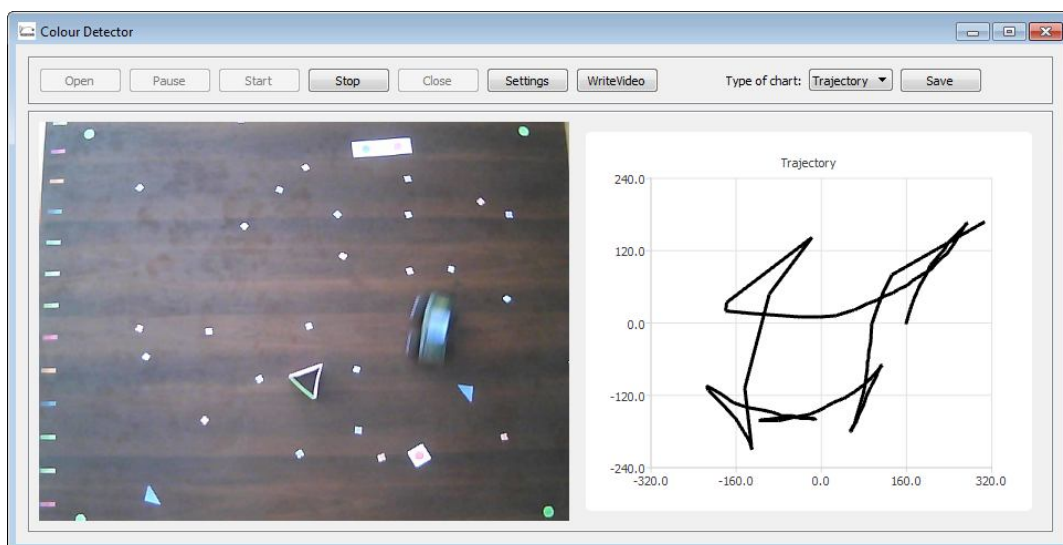 Colour Detector
Open Pause Start Stop Close Settings WriteVideo Type of chart: Trajectory Save
Trajectory
240.0
120.0
0.0
-120.0
-240.0
-320.0 -160.0 0.0 160.0 320.0